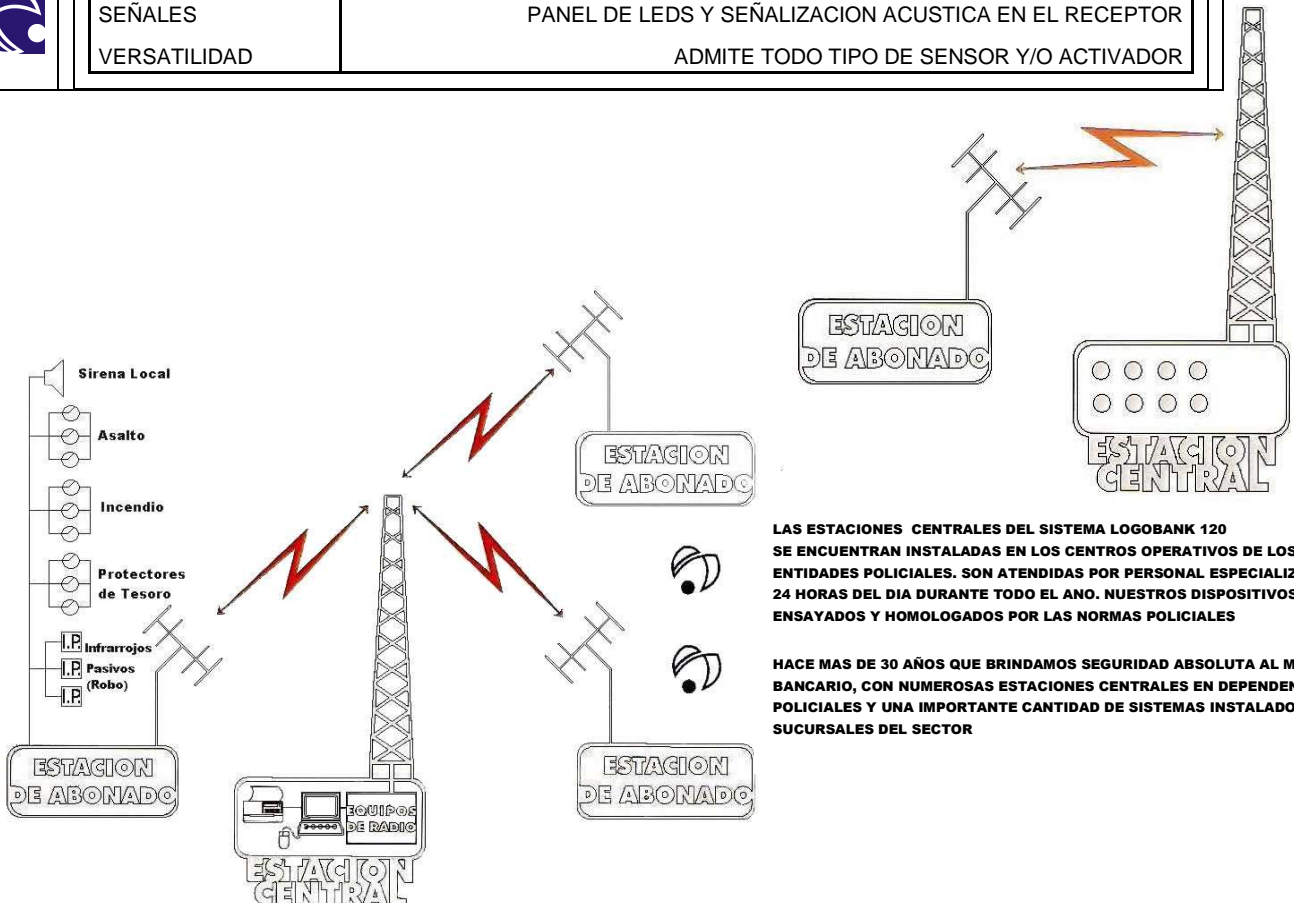 SEÑALES PANEL DE LEDS Y SEÑALIZACION ACUSTICA EN EL RECEPTOR
VERSATILIDAD ADMITE TODO TIPO DE SENSOR Y/O ACTIVADOR
ESTACION
DE ABONADO
ESTACION
CENTRAL
Sirena Local
Asalto
Incendio
Protectores
de Tesoro
I.P. Infrarrojos
I.P. Pasivos
(Robo)
I.P.
ESTACION
DE ABONADO
ESTACION
DE ABONADO
ESTACION
DE ABONADO
EQUIPOS
DE RADIO
ESTACION
CENTRAL
LAS ESTACIONES CENTRALES DEL SISTEMA LOGOBANK 120
SE ENCUENTRAN INSTALADAS EN LOS CENTROS OPERATIVOS DE LOS
ENTIDADES POLICIALES. SON ATENDIDAS POR PERSONAL ESPECIALIZ
24 HORAS DEL DIA DURANTE TODO EL ANO. NUESTROS DISPOSITIVOS
ENSAYADOS Y HOMOLOGADOS POR LAS NORMAS POLICIALES
HACE MAS DE 30 AÑOS QUE BRINDAMOS SEGURIDAD ABSOLUTA AL M
BANCARIO, CON NUMEROSAS ESTACIONES CENTRALES EN DEPENDEN
POLICIALES Y UNA IMPORTANTE CANTIDAD DE SISTEMAS INSTALADO
SUCURSALES DEL SECTOR